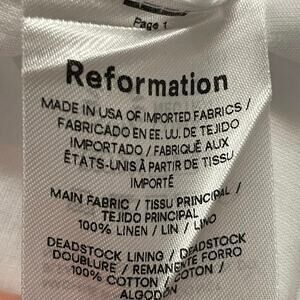 Page 1
Reformation
MADE IN USA OF IMPORTED FABRICS /
FABRICADO EN EE. UU. DE TEJIDO
IMPORTADO / FABRIQUÉ AUX
ÉTATS-UNIS À PARTIR DE TISSU
IMPORTÉ
MAIN FABRIC / TISSU PRINCIPAL /
TEJIDO PRINCIPAL
100% LINEN / LIN / LINO
DEADSTOCK LINING / DEADSTOCK
DOUBLURE / REMANENTE FORRO
100% COTTON / COTON /
ALGODÓN